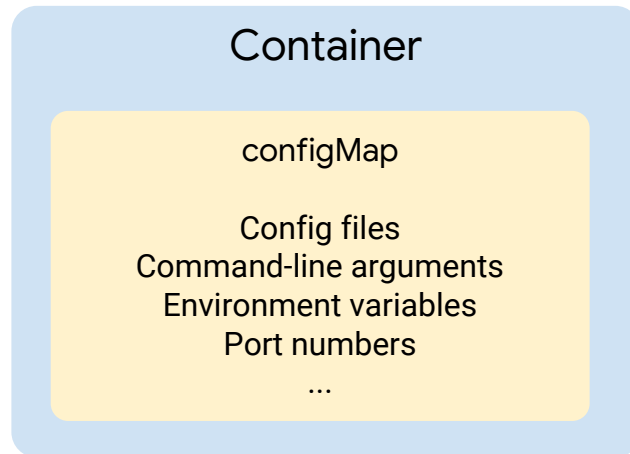 Container
configMap
Config files
Command-line arguments
Environment variables
Port numbers
...